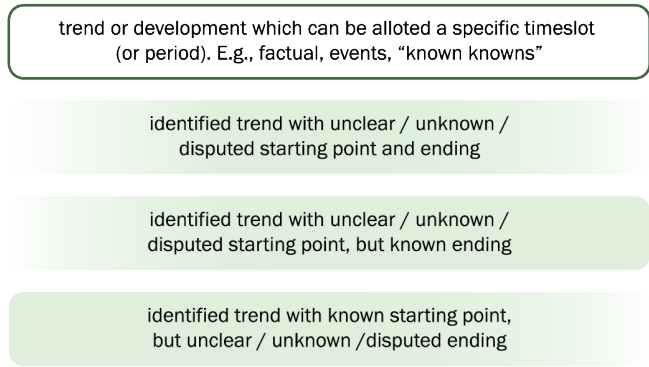 trend or development which can be alloted a specific timeslot
(or period). E.g., factual, events, “known knowns”
identified trend with unclear / unknown /
disputed starting point and ending
identified trend with unclear / unknown /
disputed starting point, but known ending
identified trend with known starting point,
but unclear / unknown /disputed ending